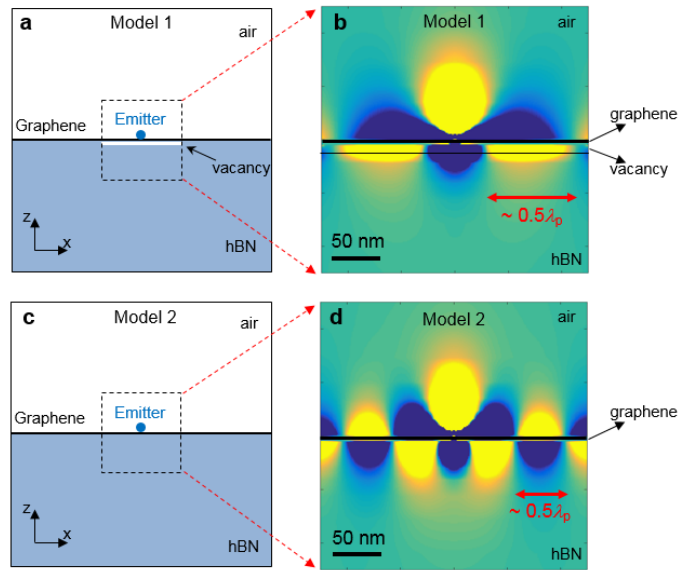 a
Model 1
air
Graphene
Emitter
vacancy
z
x
hBN
b
Model 1
air
graphene
vacancy
~ 0.5λp
50 nm
hBN
c
Model 2
air
Graphene
Emitter
z
x
hBN
d
Model 2
air
graphene
~ 0.5λp
50 nm
hBN